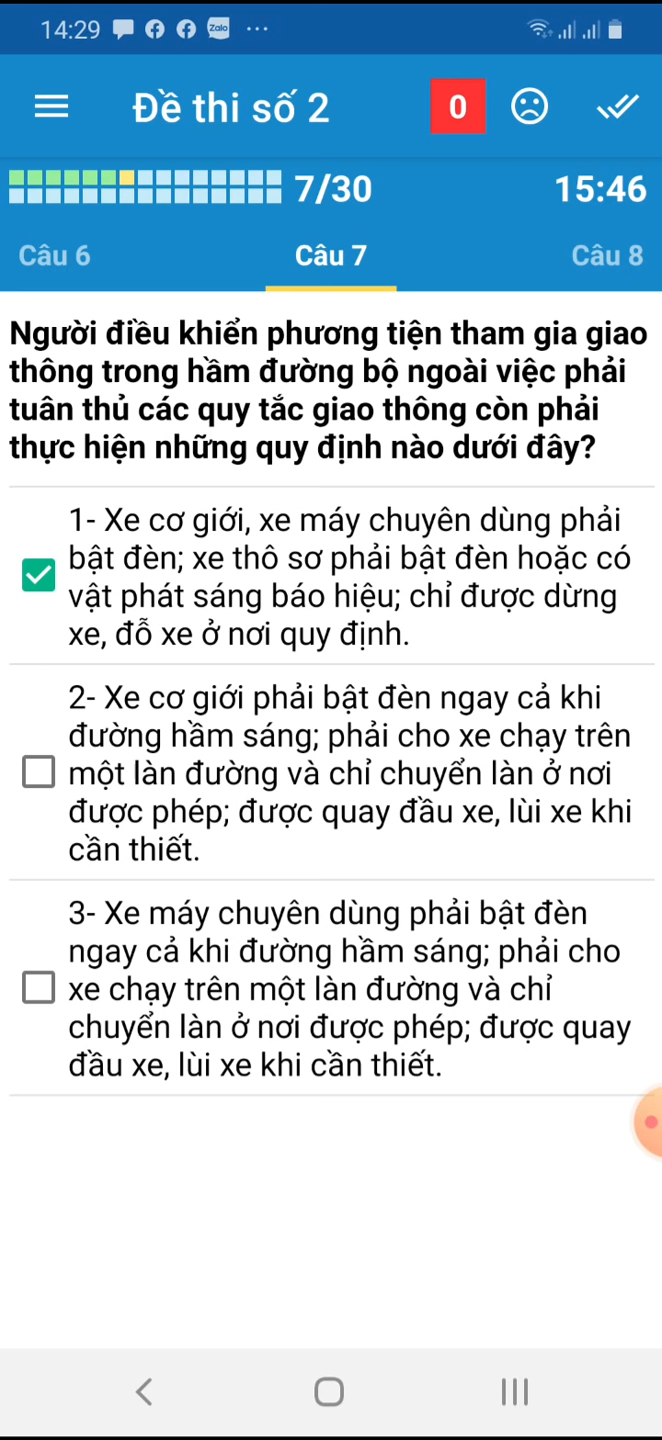 14:29 Zalo ...
Đề thi số 2 0
7/30 15:46
Câu 6 Câu 7 Câu 8
Người điều khiển phương tiện tham gia giao
thông trong hầm đường bộ ngoài việc phải
tuân thủ các quy tắc giao thông còn phải
thực hiện những quy định nào dưới đây?
1- Xe cơ giới, xe máy chuyên dùng phải
bật đèn; xe thô sơ phải bật đèn hoặc có
vật phát sáng báo hiệu; chỉ được dừng
xe, đỗ xe ở nơi quy định.
2- Xe cơ giới phải bật đèn ngay cả khi
đường hầm sáng; phải cho xe chạy trên
một làn đường và chỉ chuyển làn ở nơi
được phép; được quay đầu xe, lùi xe khi
cần thiết.
3- Xe máy chuyên dùng phải bật đèn
ngay cả khi đường hầm sáng; phải cho
xe chạy trên một làn đường và chỉ
chuyển làn ở nơi được phép; được quay
đầu xe, lùi xe khi cần thiết.